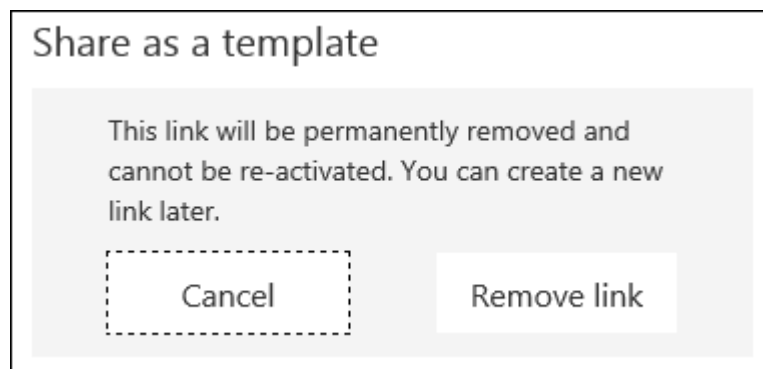 Share as a template
This link will be permanently removed and
cannot be re-activated. You can create a new
link later.
Cancel
Remove link